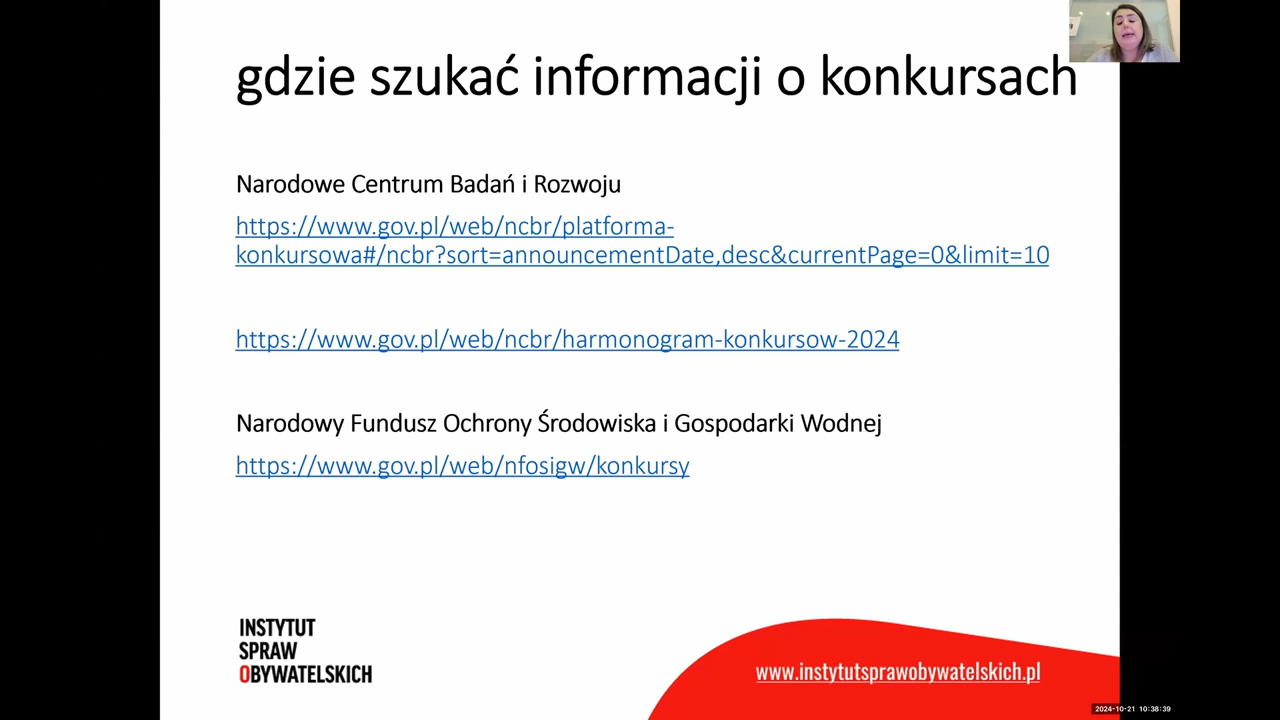 gdzie szukać informacji o konkursach
Narodowe Centrum Badań i Rozwoju
https://www.gov.pl/web/ncbr/platforma-
konkursowa#/ncbr?sort=announcementDate,desc&currentPage=0&limit=10
https://www.gov.pl/web/ncbr/harmonogram-konkursow-2024
Narodowy Fundusz Ochrony Środowiska i Gospodarki Wodnej
https://www.gov.pl/web/nfosigw/konkursy
INSTYTUT
SPRAW
OBYWATELSKICH
www.instytutsprawobywatelskich.pl
2024-10-21 10:38:39